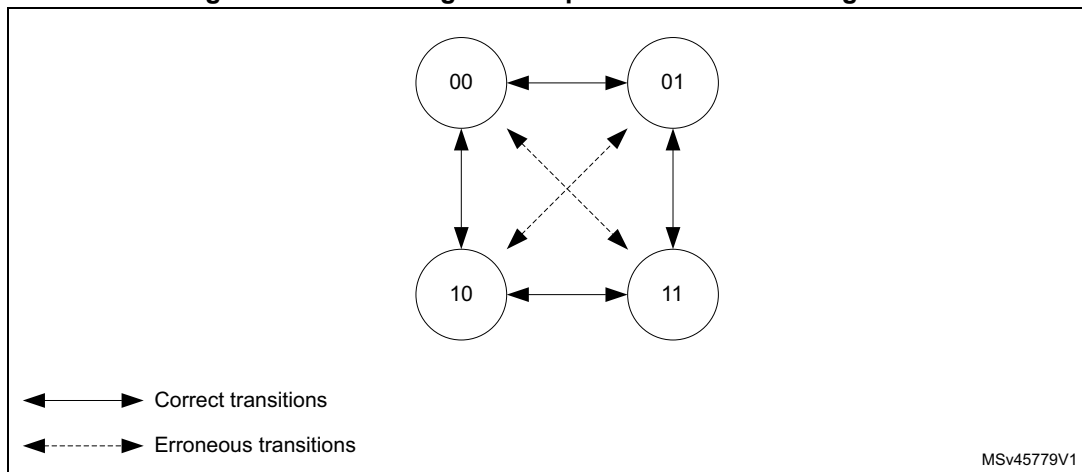 00 01
10 11
Correct transitions
Erroneous transitions
MSv45779V1